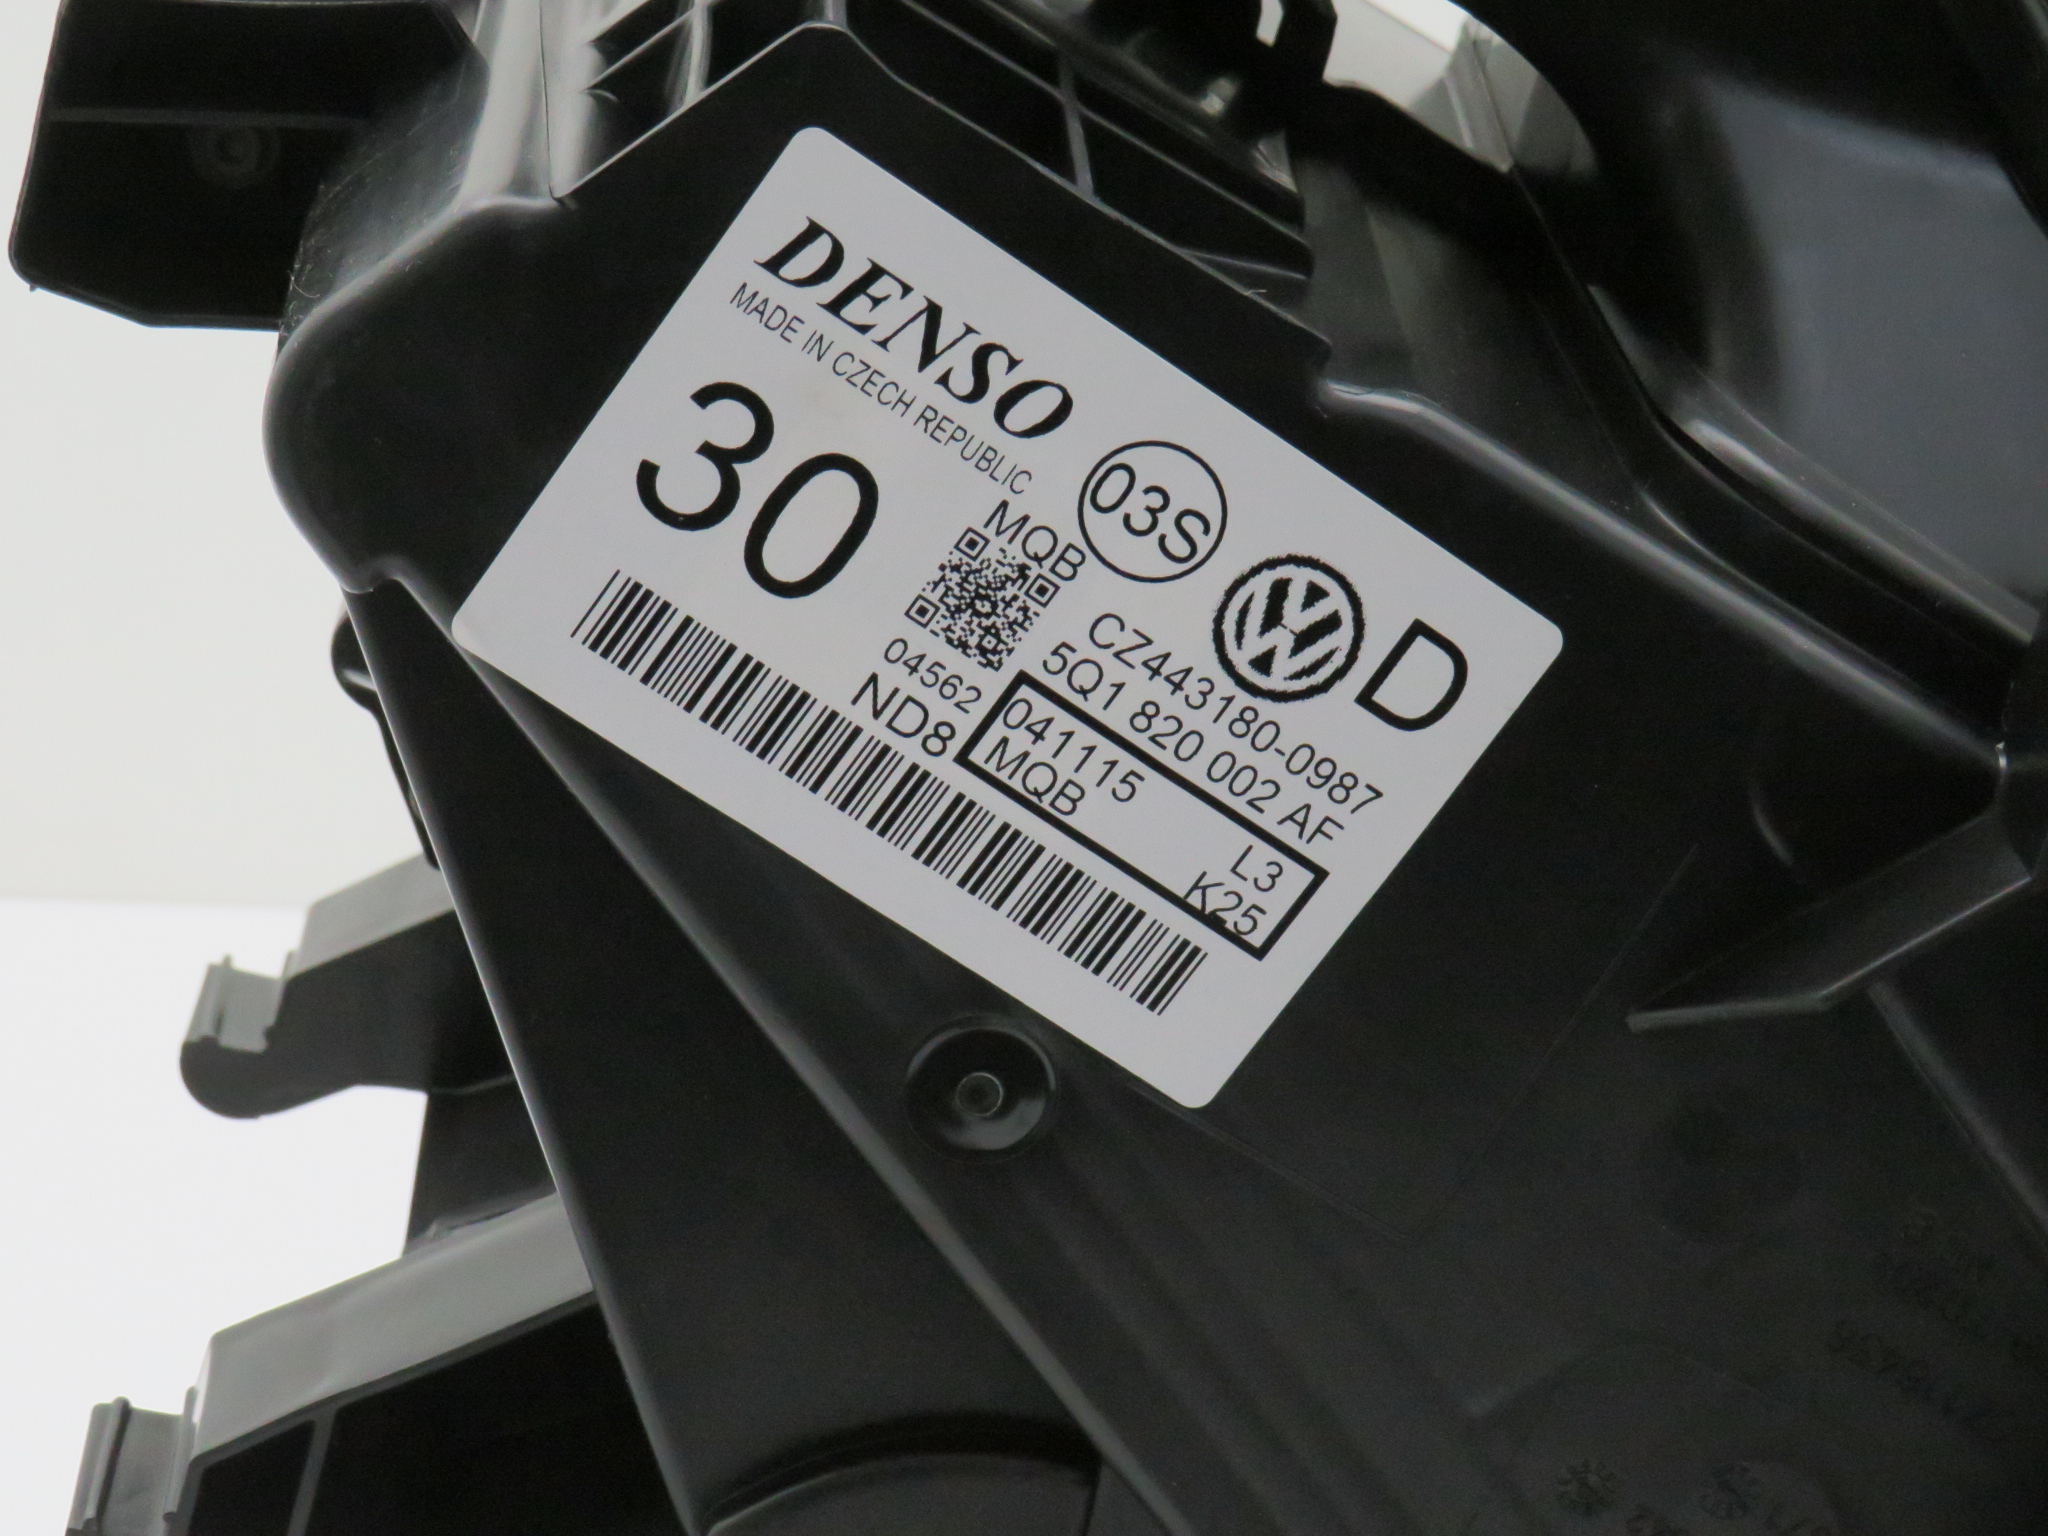 DENSO
MADE IN CZECH REPUBLIC
03S
30
MQB
D
CZ443180-0987
5Q1 820 002 AF
04562
ND8
041115
MQB
L3
K25